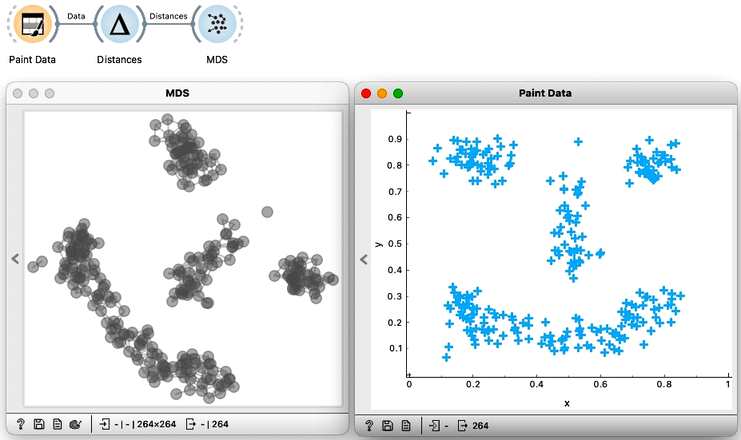 Data
Distances
Paint Data
Distances
MDS
MDS
Paint Data
0.9
0.8
0.7
0.6
0.5
0.4
0.3
0.2
0.1
y
0
0.2
0.4
0.6
0.8
1
x
? - | - | 264×264 - | 264
? - 264